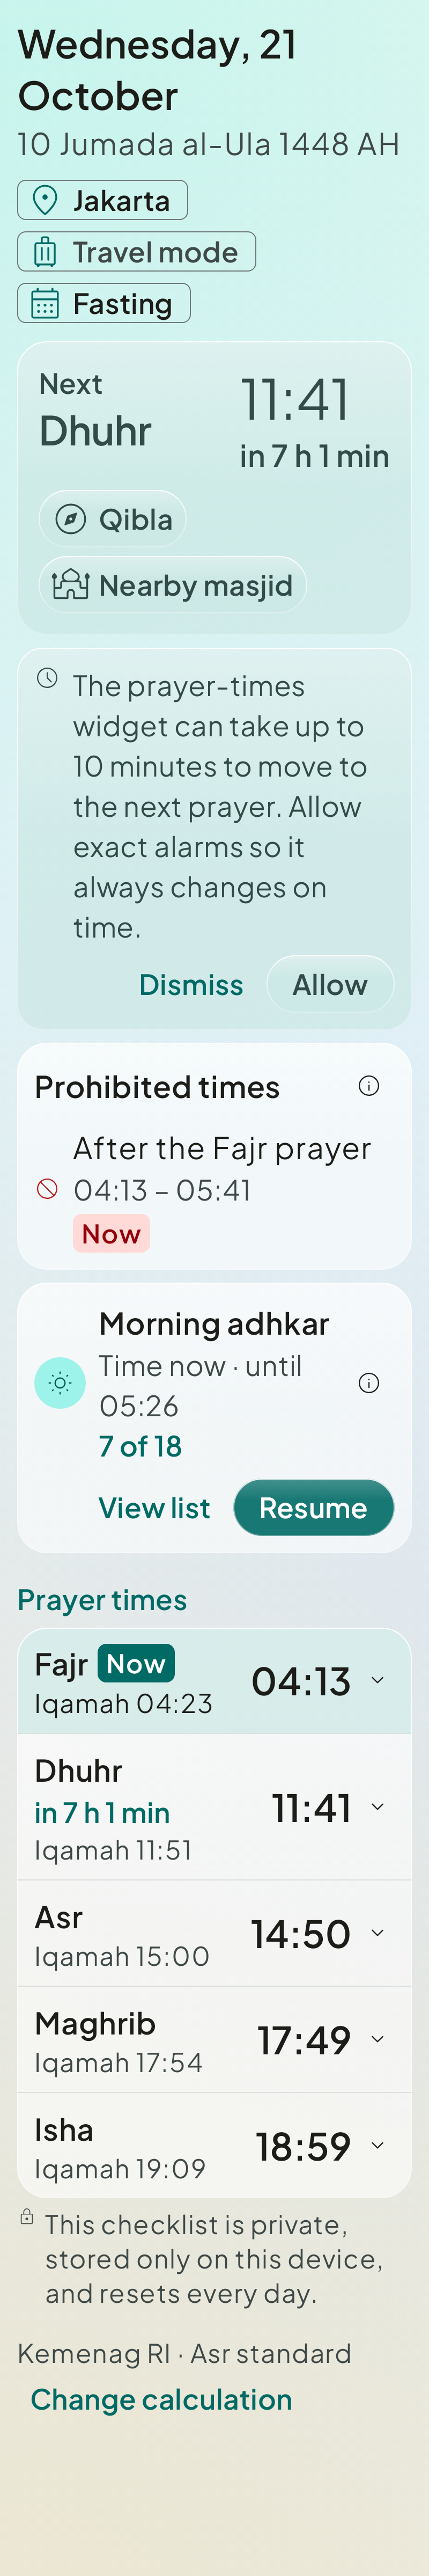 Wednesday, 21
October
10 Jumada al-Ula 1448 AH
Jakarta
Travel mode
Fasting
Next
Dhuhr
11:41
in 7 h 1 min
Qibla
Nearby masjid
The prayer-times
widget can take up to
10 minutes to move to
the next prayer. Allow
exact alarms so it
always changes on
time.
Dismiss
Allow
Prohibited times
After the Fajr prayer
04:13 – 05:41
Now
Morning adhkar
Time now · until
05:26
7 of 18
View list
Resume
Prayer times
Fajr Now
Iqamah 04:23
04:13
Dhuhr
in 7 h 1 min
Iqamah 11:51
11:41
Asr
Iqamah 15:00
14:50
Maghrib
Iqamah 17:54
17:49
Isha
Iqamah 19:09
18:59
This checklist is private,
stored only on this device,
and resets every day.
Kemenag RI · Asr standard
Change calculation